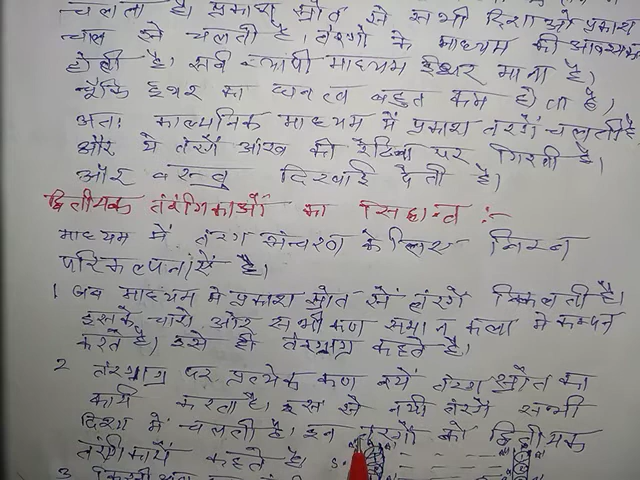 चलता है। प्रकाश स्रोत से सभी दिशाओं प्रकाश
चाल से चलती है। तरंगों के माध्यम की आवश्यक
होती है। सर्व व्यापी माध्यम ईथर माना है।
चूँकि ईथर का घनत्व बहुत कम होता है।
अतः काल्पनिक माध्यम में प्रकाश तरंगें चलती है
और ये तरंगें आंख की रेटिना पर गिरती है।
और वस्तु दिखाई देती है।
द्वितीयक तरंगिकाओं का सिद्धान्त :-
माध्यम में तरंग संचरण के लिए निम्न
परिकल्पनायें है।
1 जब माध्यम में प्रकाश स्रोत से तरंगें निकलती है।
इसके चारो ओर सभी कण समान कला में कम्पन
करते है। इसे ही तरंगाग्र कहते है।
2 तरंगाग्र पर प्रत्येक कण नये तरंग स्रोत का
कार्य करता है। इस से नयी तरंगें सभी
दिशा में चलती है। इन तरंगों को द्वितीयक
तरंगिकायें कहते है। S
3